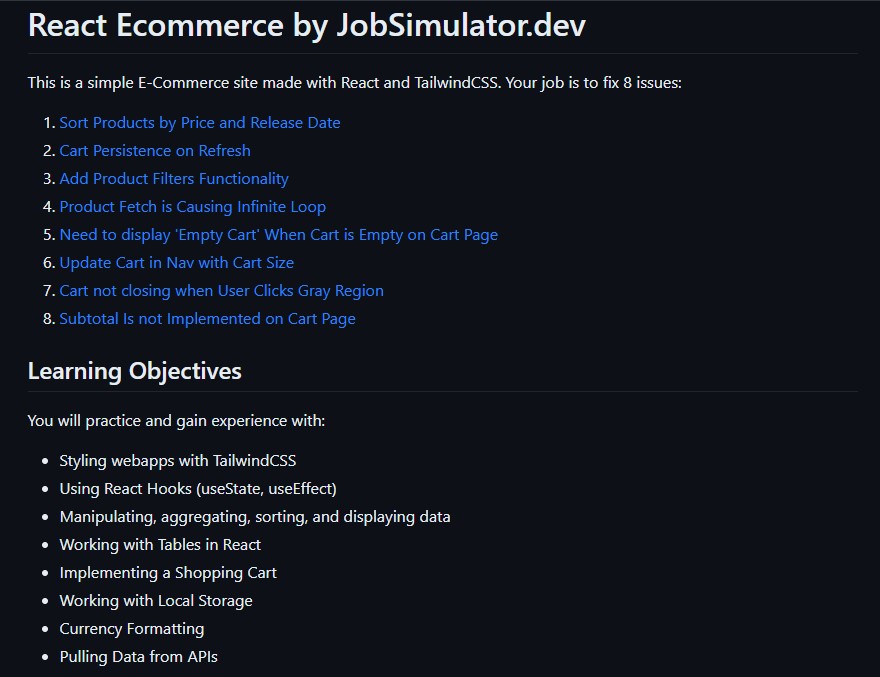 React Ecommerce by JobSimulator.dev
This is a simple E-Commerce site made with React and TailwindCSS. Your job is to fix 8 issues:
1. Sort Products by Price and Release Date
2. Cart Persistence on Refresh
3. Add Product Filters Functionality
4. Product Fetch is Causing Infinite Loop
5. Need to display 'Empty Cart' When Cart is Empty on Cart Page
6. Update Cart in Nav with Cart Size
7. Cart not closing when User Clicks Gray Region
8. Subtotal Is not Implemented on Cart Page
Learning Objectives
You will practice and gain experience with:
• Styling webapps with TailwindCSS
• Using React Hooks (useState, useEffect)
• Manipulating, aggregating, sorting, and displaying data
• Working with Tables in React
• Implementing a Shopping Cart
• Working with Local Storage
• Currency Formatting
• Pulling Data from APIs